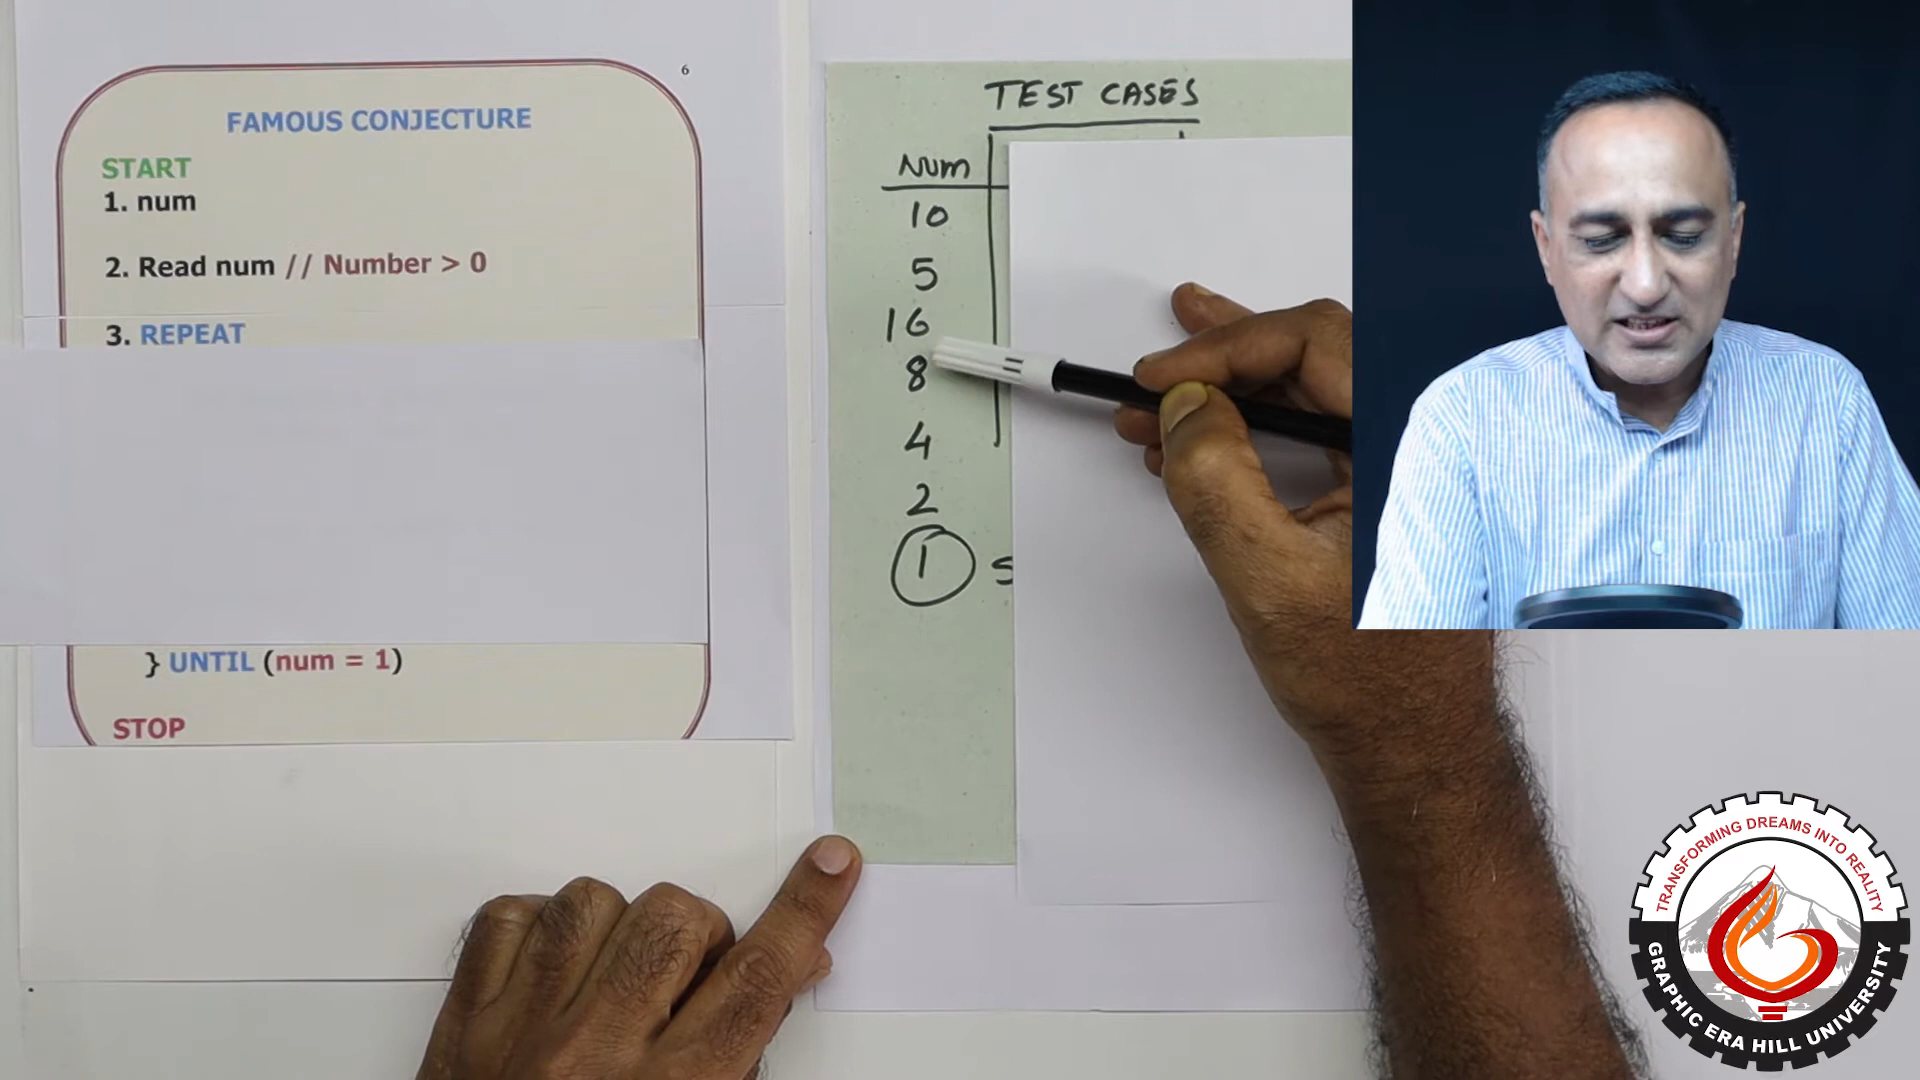 6
FAMOUS CONJECTURE
START
1. num
2. Read num // Number > 0
3. REPEAT
} UNTIL (num = 1)
STOP
TEST CASES
Num
10
5
16
8
4
2
1 S
TRANSFORMING DREAMS INTO REALITY
GRAPHIC ERA HILL UNIVERSITY